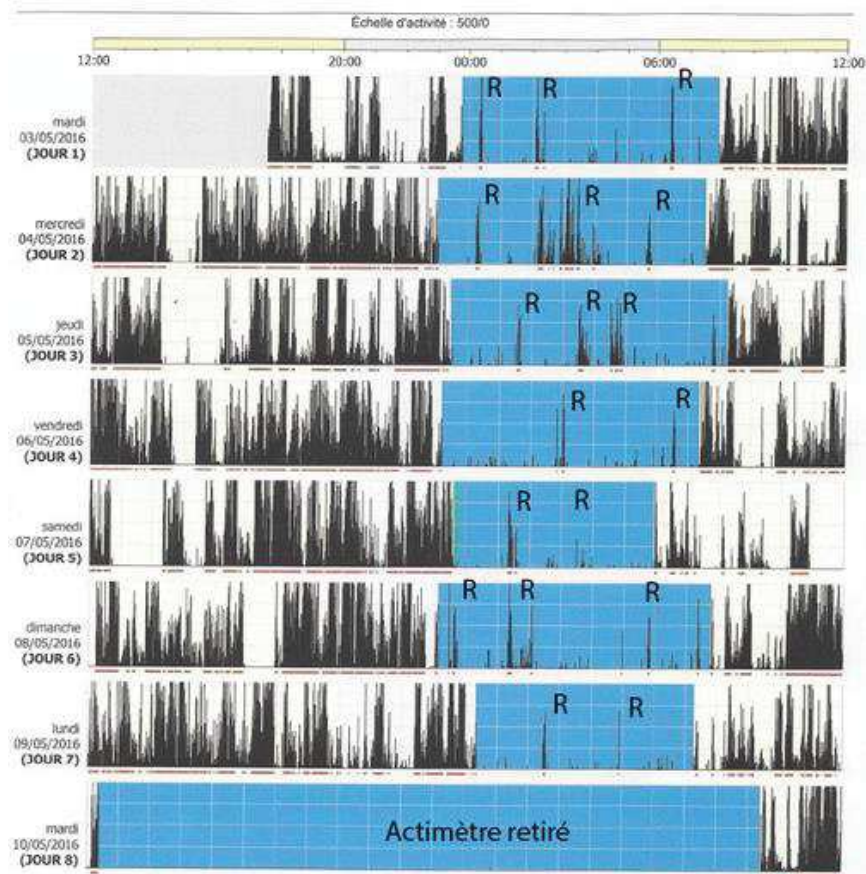 Échelle d'activité : 500/0
12:00 20:00 00:00 06:00 12:00
R R R
mardi
03/05/2016
(JOUR 1)
R R R
mercredi
04/05/2016
(JOUR 2)
R R R
jeudi
05/05/2016
(JOUR 3)
R R
vendredi
06/05/2016
(JOUR 4)
R R
samedi
07/05/2016
(JOUR 5)
R R R
dimanche
08/05/2016
(JOUR 6)
R R
lundi
09/05/2016
(JOUR 7)
Actimètre retiré
mardi
10/05/2016
(JOUR 8)